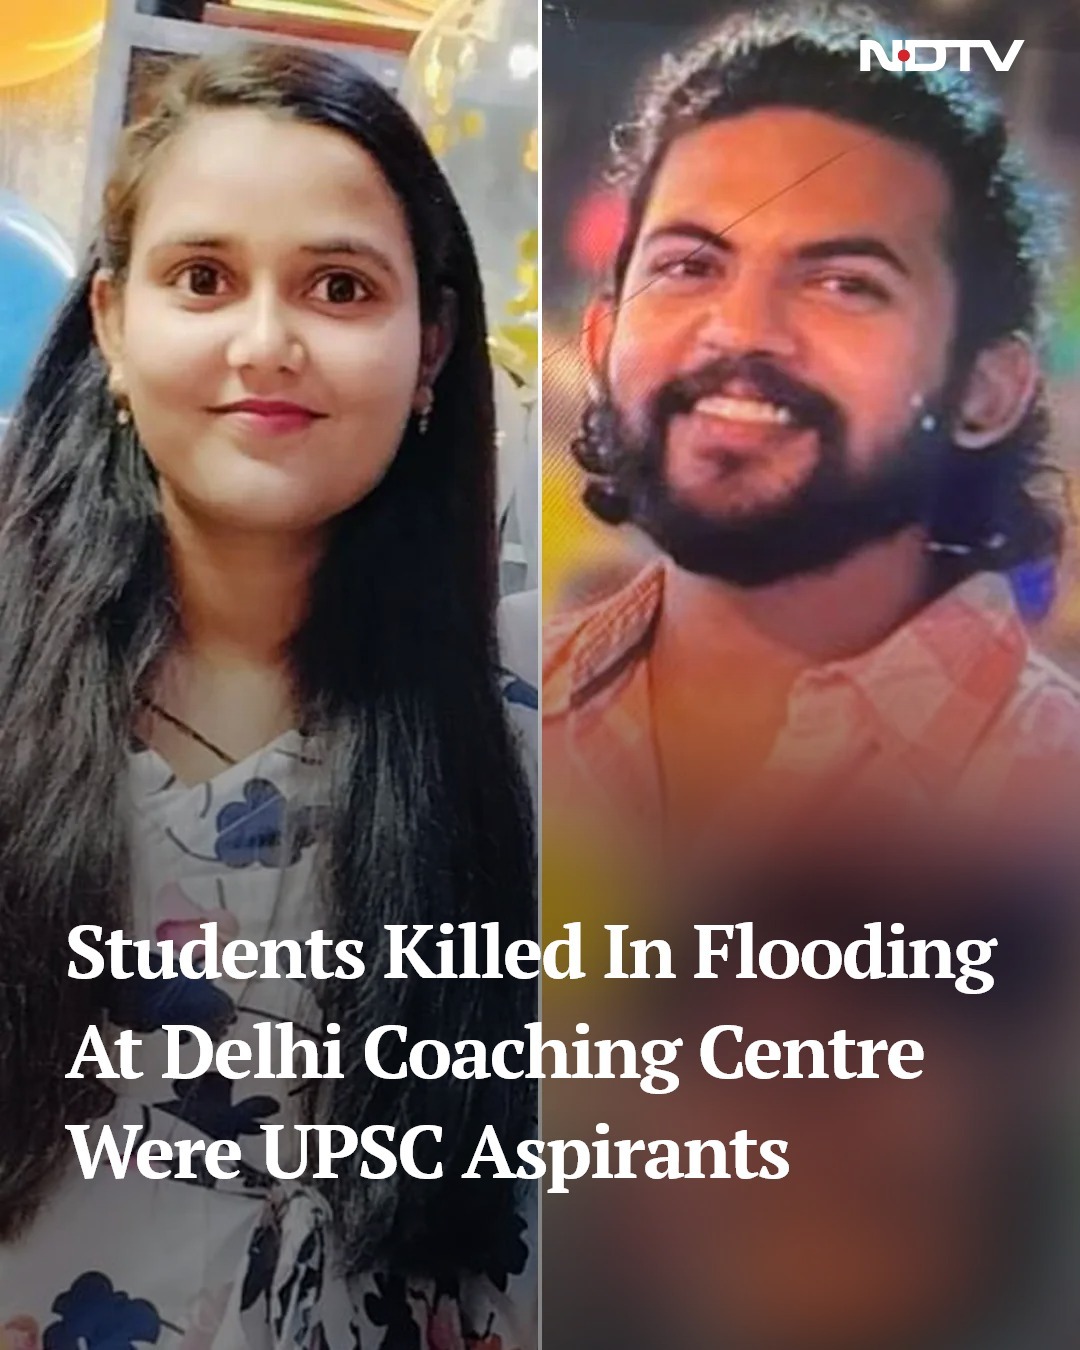 NDTV
Students Killed In Flooding
At Delhi Coaching Centre
Were UPSC Aspirants